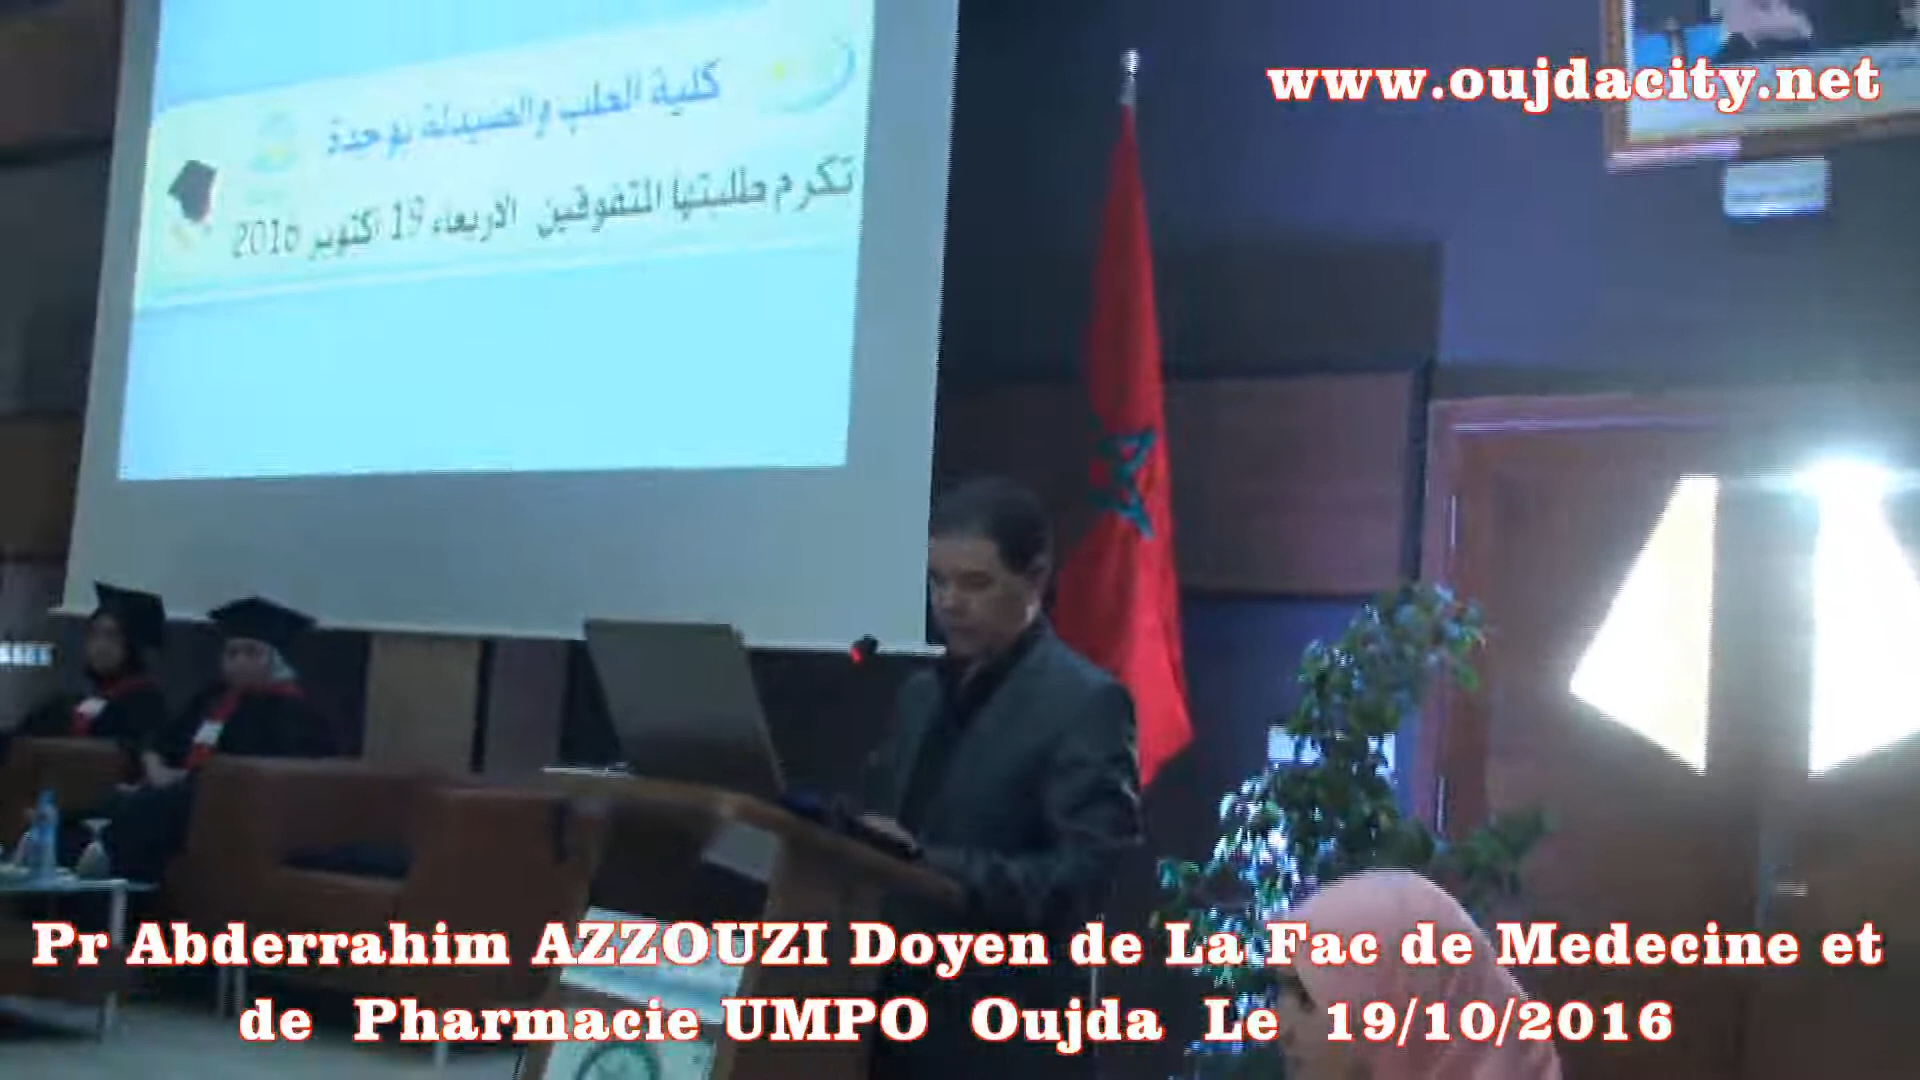 www.oujdacity.net
كلية الطب والصيدلة بوجدة
تكرم طلبتها المتفوقين الاربعاء 19 اكتوبر 2016
Pr Abderrahim AZZOUZI Doyen de La Fac de Medecine et
de Pharmacie UMPO Oujda Le 19/10/2016